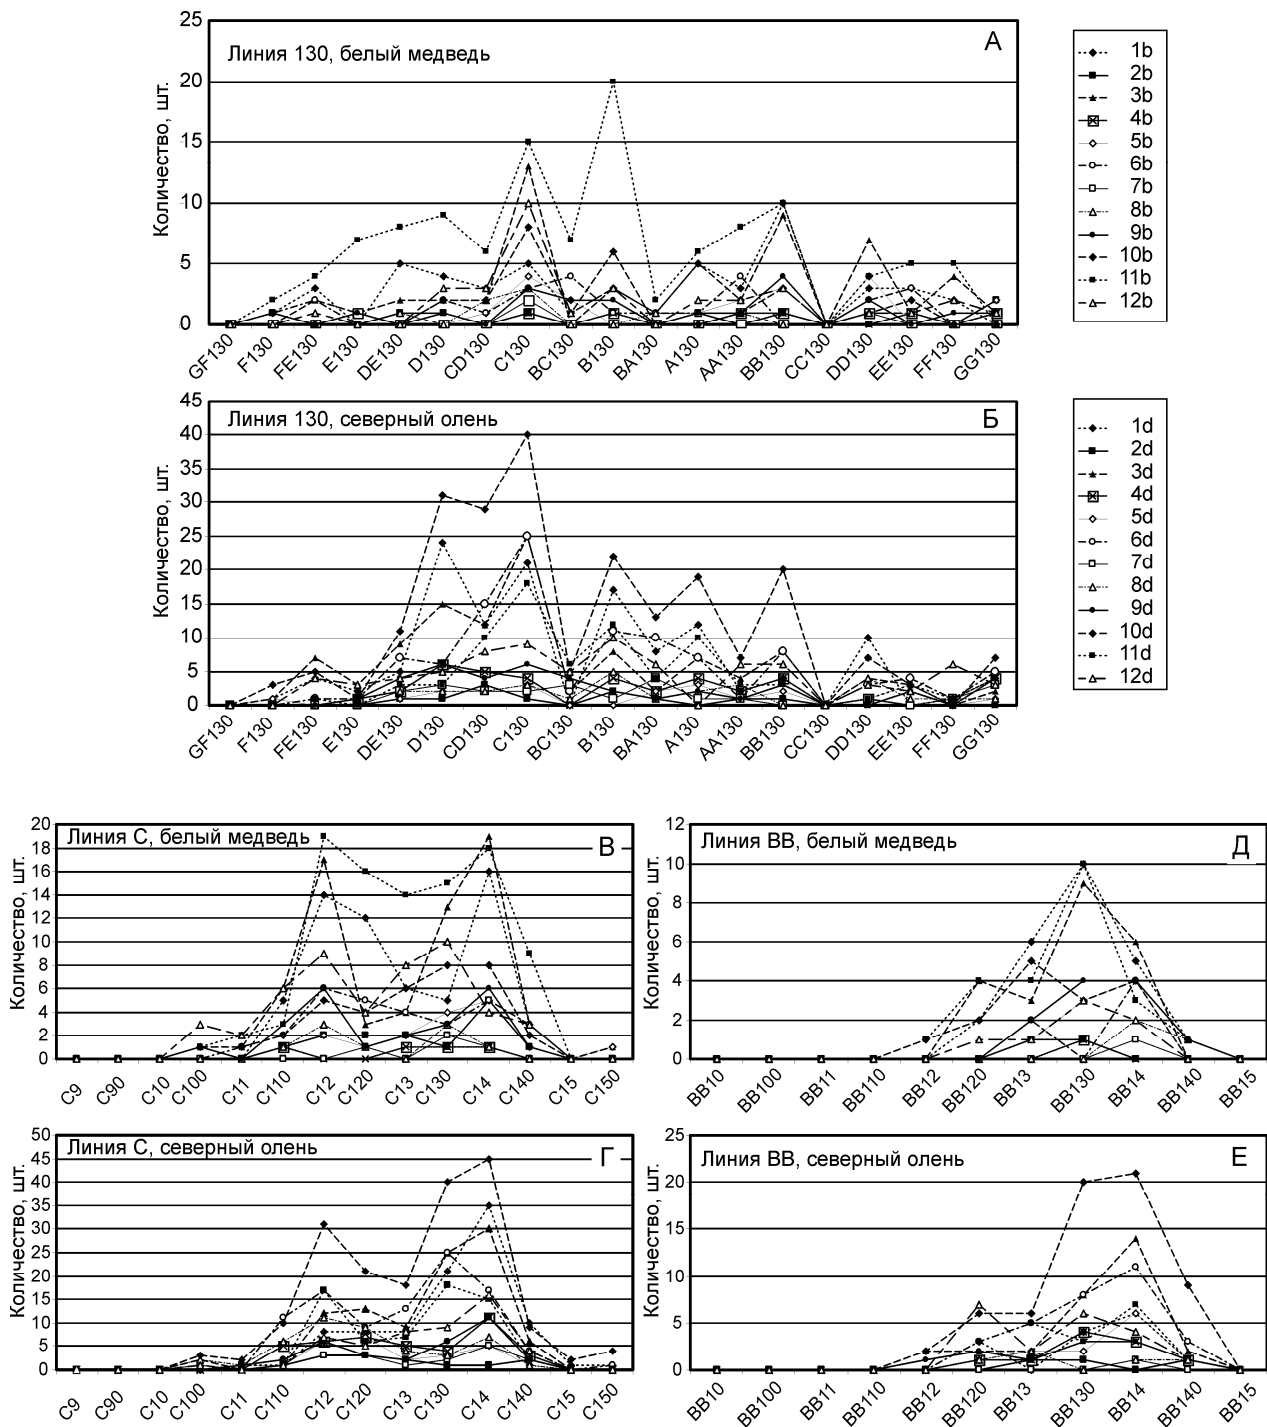 Линия 130, белый медведь
А
Количество, шт.
25
20
15
10
5
0
GF130
F130
FE130
E130
DE130
D130
CD130
C130
BC130
B130
BA130
A130
AA130
BB130
CC130
DD130
EE130
FF130
GG130
1b
2b
3b
4b
5b
6b
7b
8b
9b
10b
11b
12b
Линия 130, северный олень
Б
Количество, шт.
45
40
35
30
25
20
15
10
5
0
GF130
F130
FE130
E130
DE130
D130
CD130
C130
BC130
B130
BA130
A130
AA130
BB130
CC130
DD130
EE130
FF130
GG130
1d
2d
3d
4d
5d
6d
7d
8d
9d
10d
11d
12d
Линия С, белый медведь
В
Количество, шт.
20
18
16
14
12
10
8
6
4
2
0
C9
C90
C10
C100
C11
C110
C12
C120
C13
C130
C14
C140
C15
C150
Линия ВВ, белый медведь
Д
Количество, шт.
12
10
8
6
4
2
0
BB10
BB100
BB11
BB110
BB12
BB120
BB13
BB130
BB14
BB140
BB15
Линия С, северный олень
Г
Количество, шт.
50
45
40
35
30
25
20
15
10
5
0
C9
C90
C10
C100
C11
C110
C12
C120
C13
C130
C14
C140
C15
C150
Линия ВВ, северный олень
Е
Количество, шт.
25
20
15
10
5
0
BB10
BB100
BB11
BB110
BB12
BB120
BB13
BB130
BB14
BB140
BB15